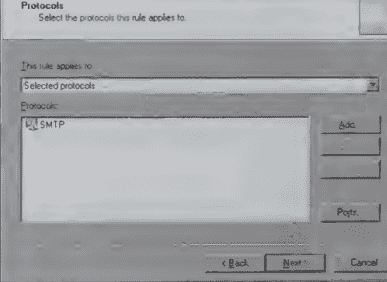 Protocols
Select the protocols this rule applies to.
This rule applies to
Selected protocols
Protocols:
SMTP
Add
Ports
< Back
Next
Cancel